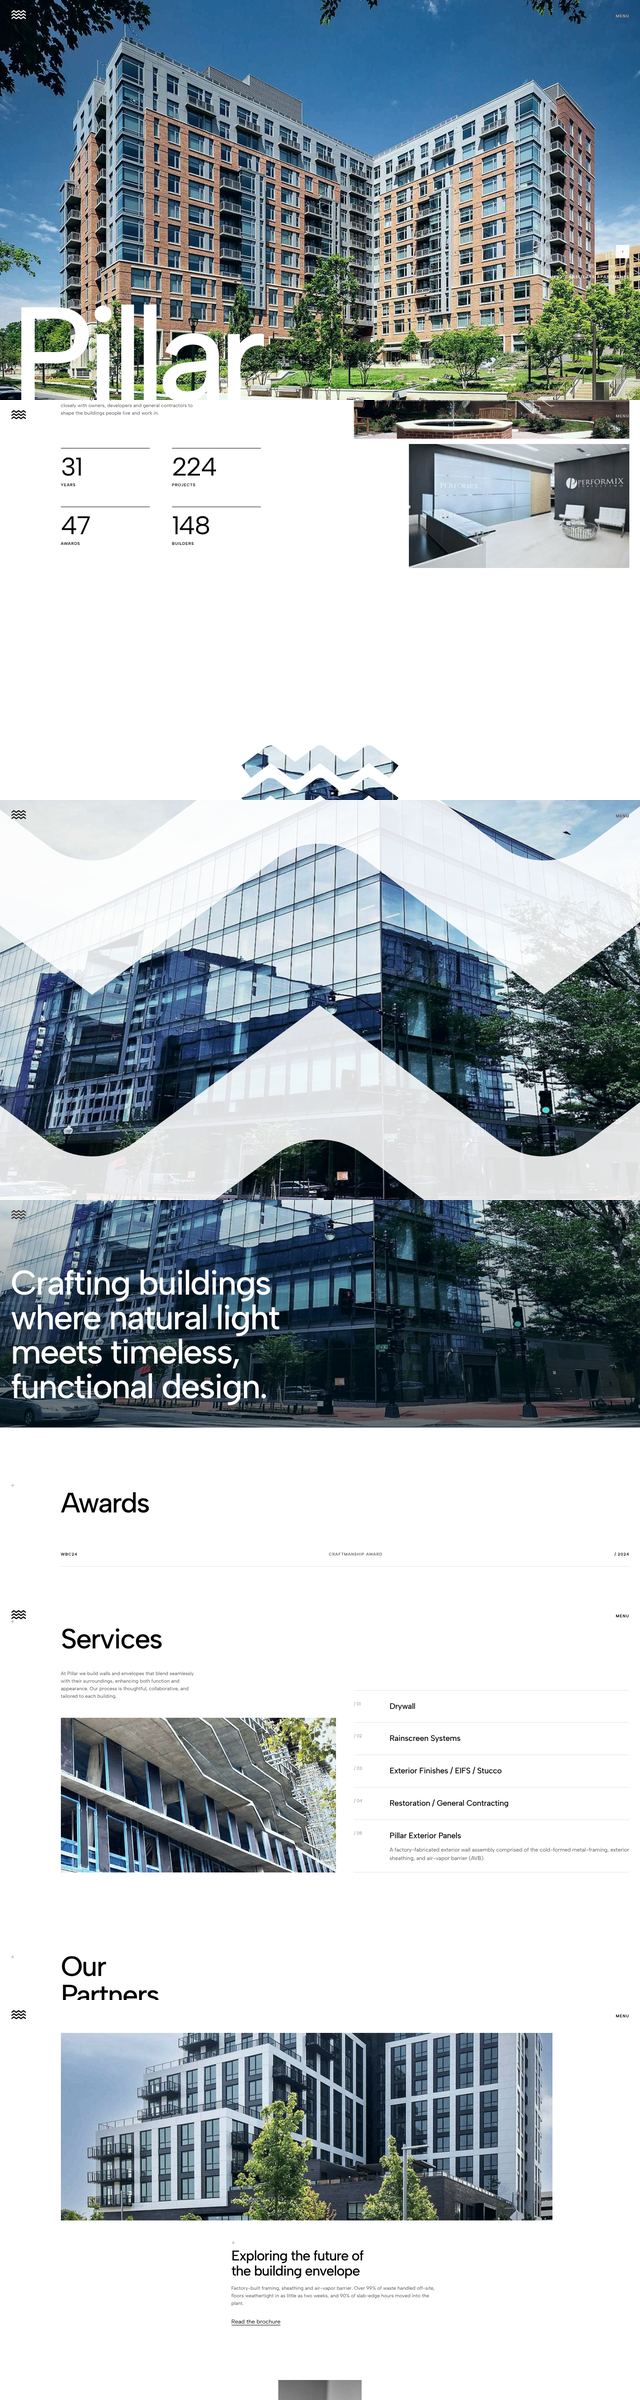 MENU
Pillar
closely with owners, developers and general contractors to
shape the buildings people live and work in.
MENU
31
YEARS
224
PROJECTS
47
AWARDS
148
BUILDERS
PERFORMIX
PERFORMIX
CONSULTING
MENU
Crafting buildings
where natural light
meets timeless,
functional design.
Awards
WBC24
CRAFTMANSHIP AWARD
/ 2024
MENU
Services
At Pillar we build walls and envelopes that blend seamlessly
with their surroundings, enhancing both function and
appearance. Our process is thoughtful, collaborative, and
tailored to each building.
/ 01
Drywall
/ 02
Rainscreen Systems
/ 03
Exterior Finishes / EIFS / Stucco
/ 04
Restoration / General Contracting
/ 05
Pillar Exterior Panels
A factory-fabricated exterior wall assembly comprised of the cold-formed metal-framing, exterior
sheathing, and air-vapor barrier (AVB).
Our
Partners
MENU
Exploring the future of
the building envelope
Factory-built framing, sheathing and air-vapor barrier. Over 99% of waste handled off-site,
floors weathertight in as little as two weeks, and 90% of slab-edge hours moved into the
plant.
Read the brochure